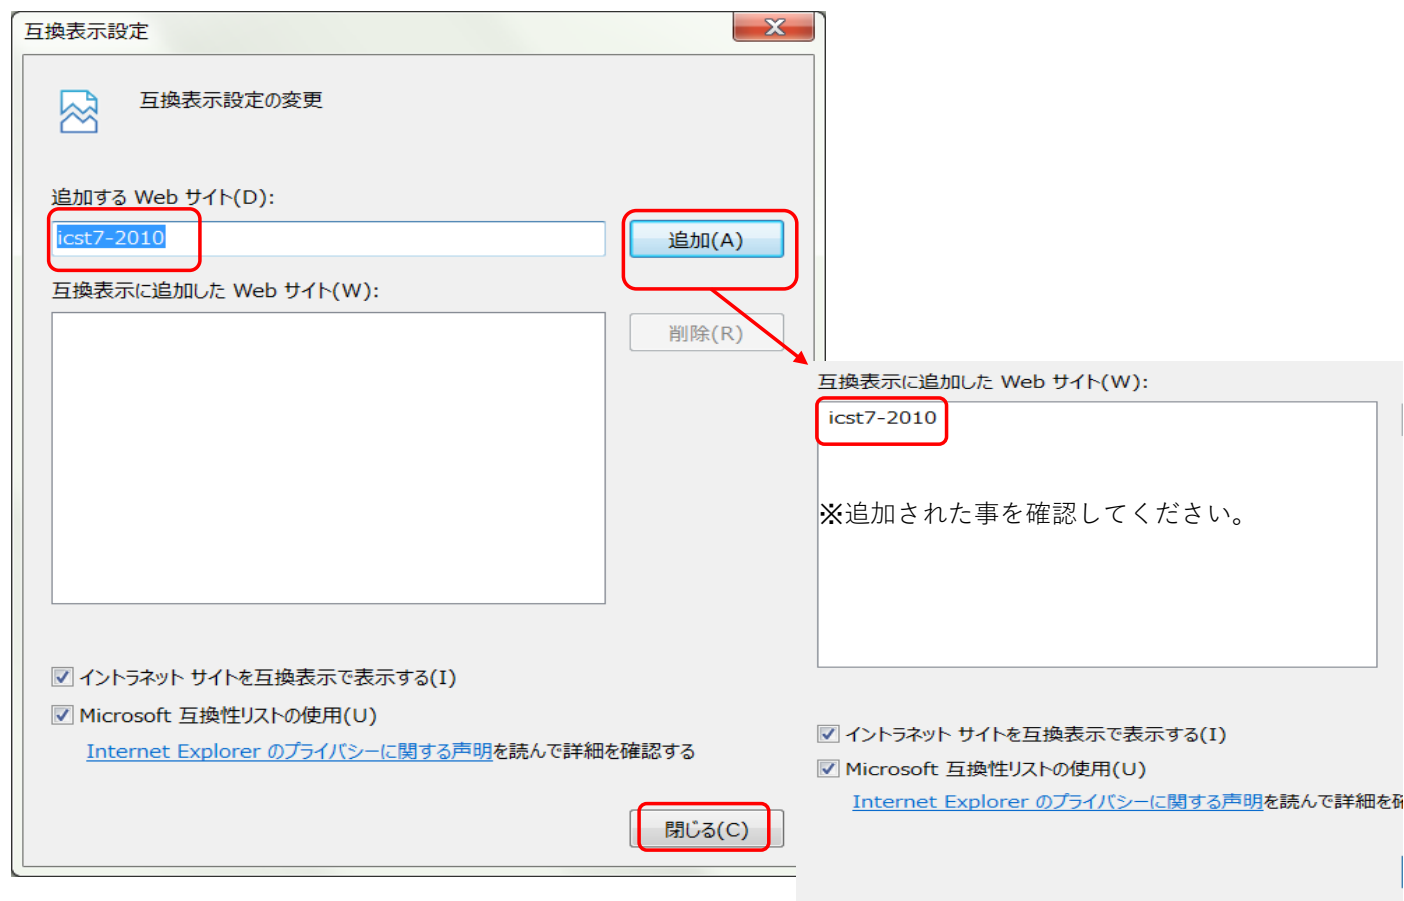 互換表示設定
互換表示設定の変更
追加する Web サイト(D):
icst7-2010
追加(A)
互換表示に追加した Web サイト(W):
削除(R)
イントラネット サイトを互換表示で表示する(I)
Microsoft 互換性リストの使用(U)
Internet Explorer のプライバシーに関する声明を読んで詳細を確認する
閉じる(C)
互換表示に追加した Web サイト(W):
icst7-2010
※追加された事を確認してください。
イントラネット サイトを互換表示で表示する(I)
Microsoft 互換性リストの使用(U)
Internet Explorer のプライバシーに関する声明を読んで詳細を